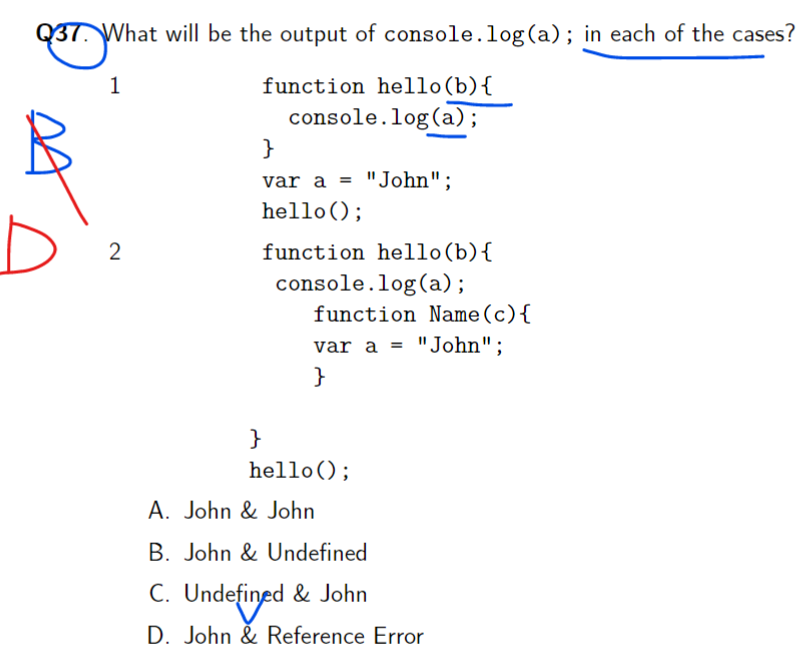 Q37. What will be the output of console.log(a); in each of the cases?
1 function hello(b){
console.log(a);
}
var a = "John";
hello();
B
D
2 function hello(b){
console.log(a);
function Name(c){
var a = "John";
}
}
hello();
A. John & John
B. John & Undefined
C. Undefined & John
D. John & Reference Error